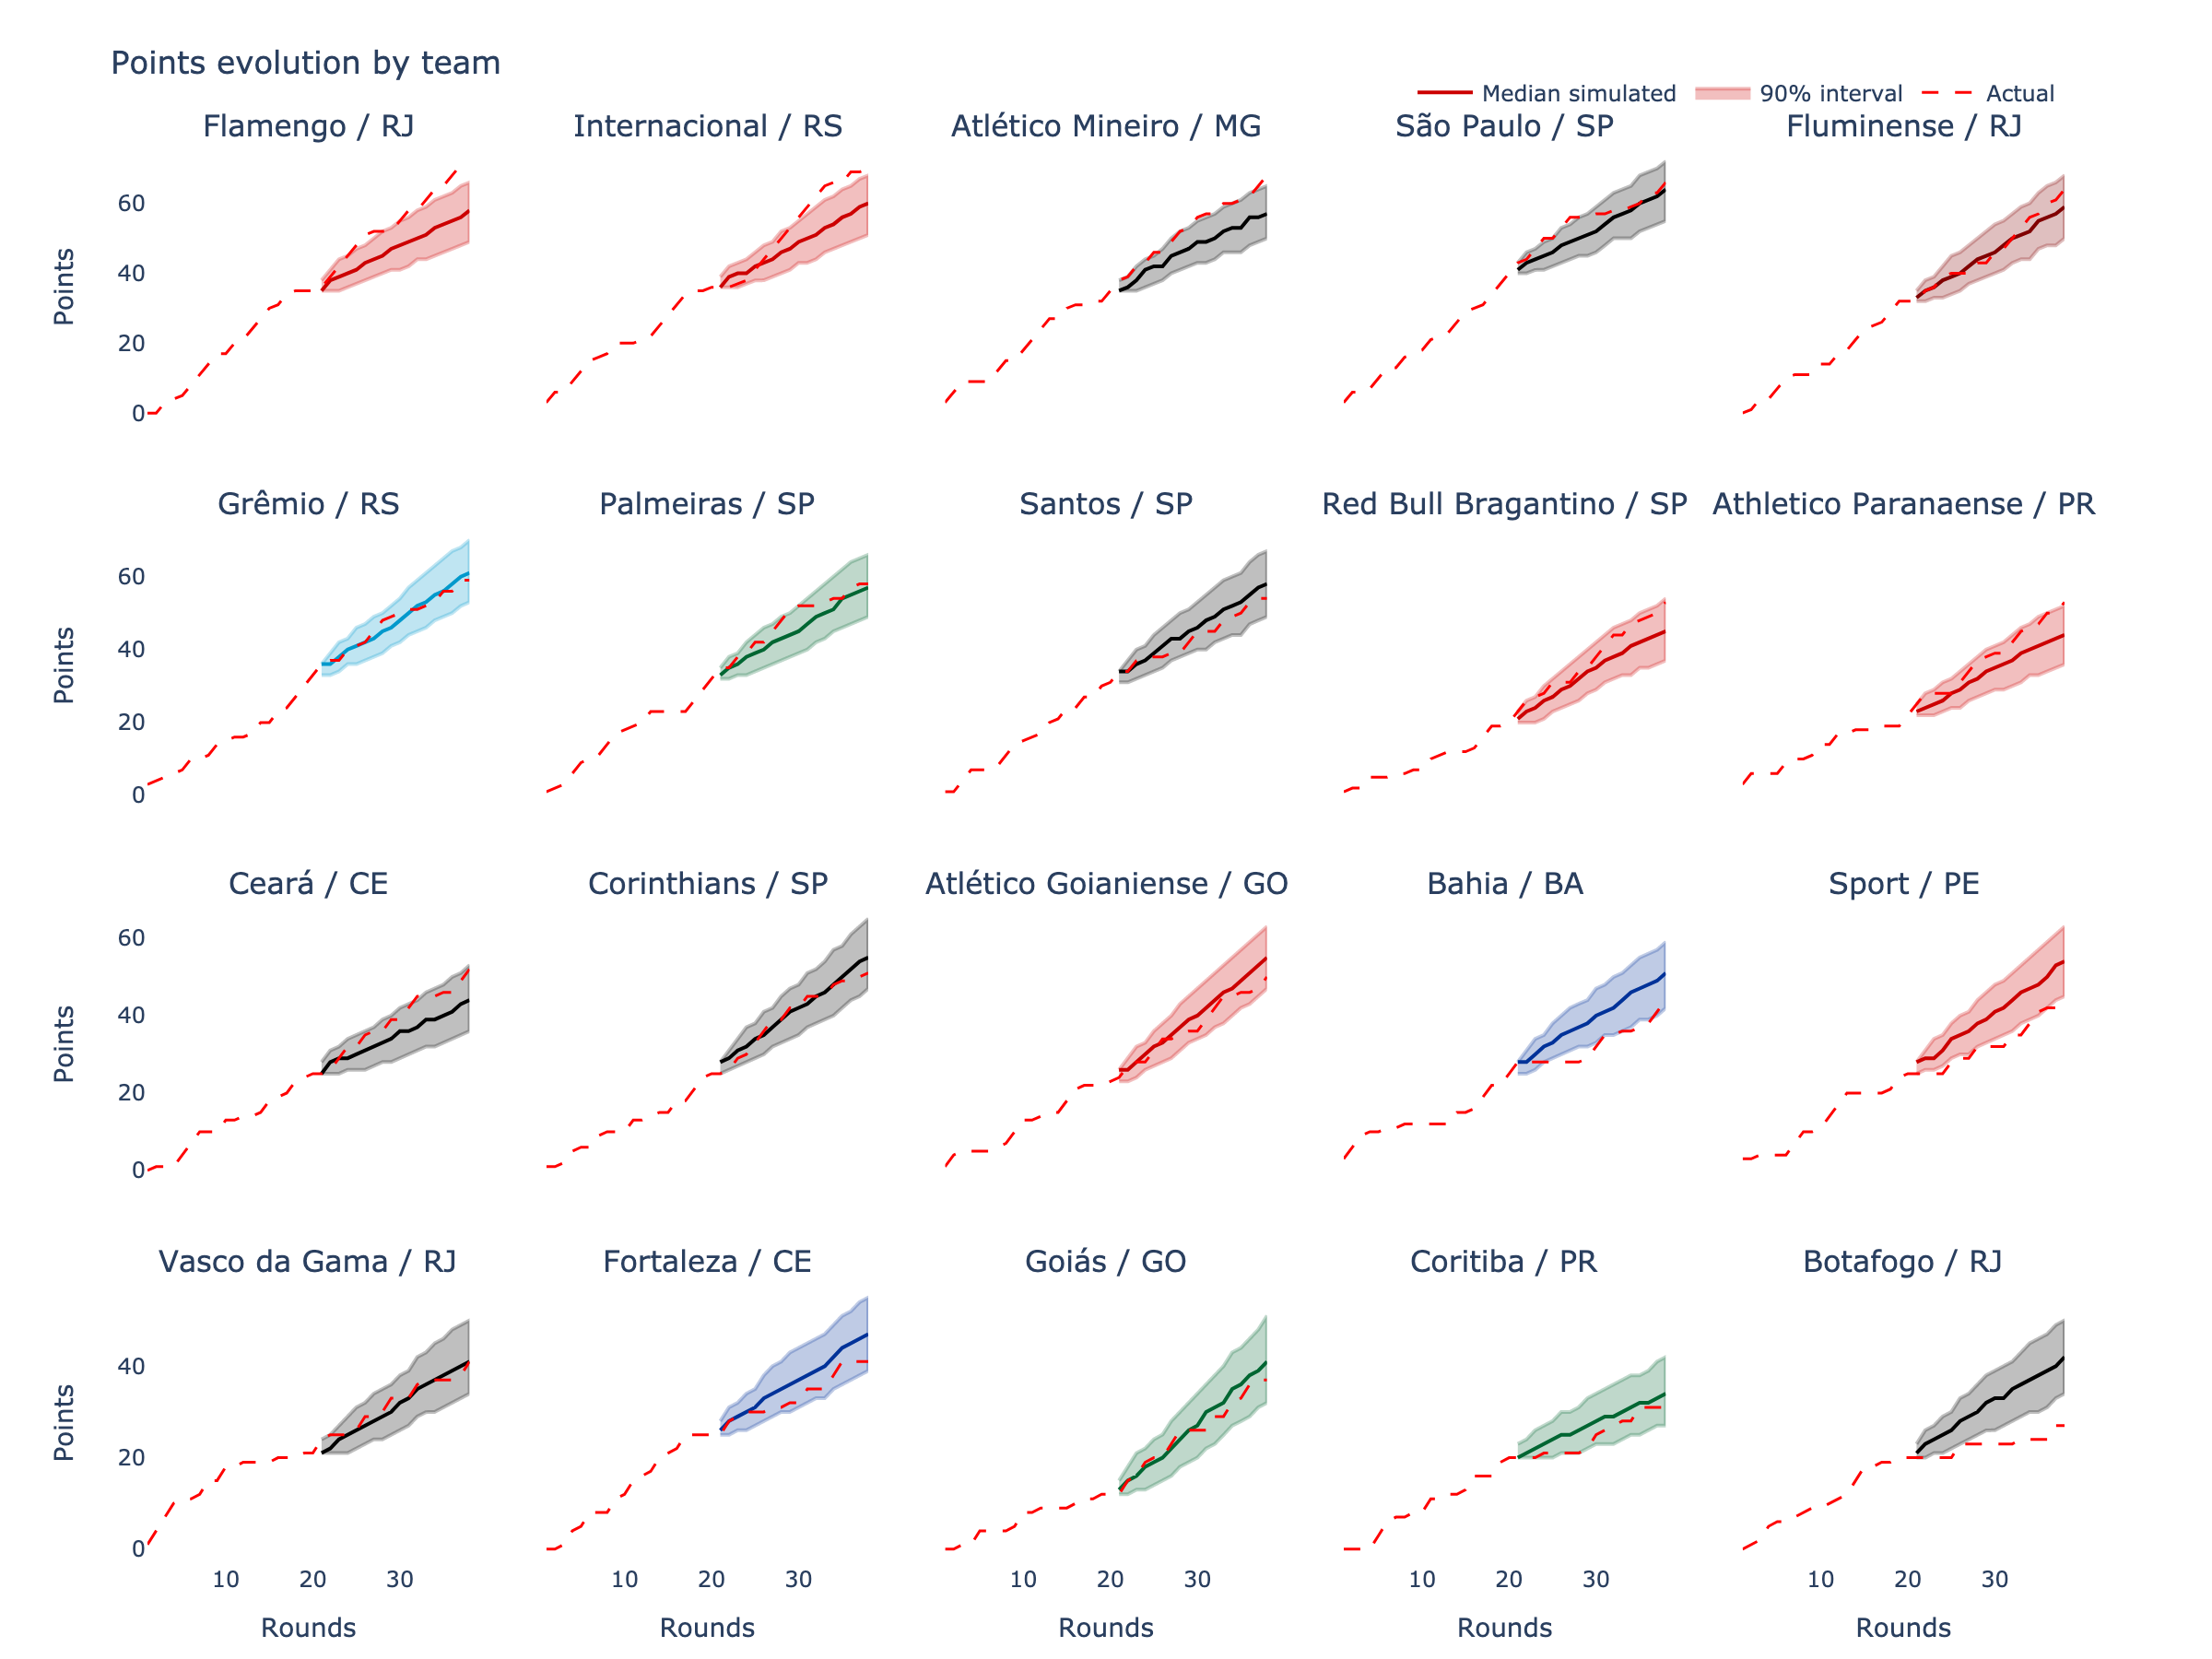 Points evolution by team
Median simulated 90% interval Actual
Flamengo / RJ Internacional / RS Atlético Mineiro / MG São Paulo / SP Fluminense / RJ
Points
60
40
20
0
Grêmio / RS Palmeiras / SP Santos / SP Red Bull Bragantino / SP Athletico Paranaense / PR
Points
60
40
20
0
Ceará / CE Corinthians / SP Atlético Goianiense / GO Bahia / BA Sport / PE
Points
60
40
20
0
Vasco da Gama / RJ Fortaleza / CE Goiás / GO Coritiba / PR Botafogo / RJ
Points
40
20
0
10 20 30 10 20 30 10 20 30 10 20 30 10 20 30
Rounds Rounds Rounds Rounds Rounds